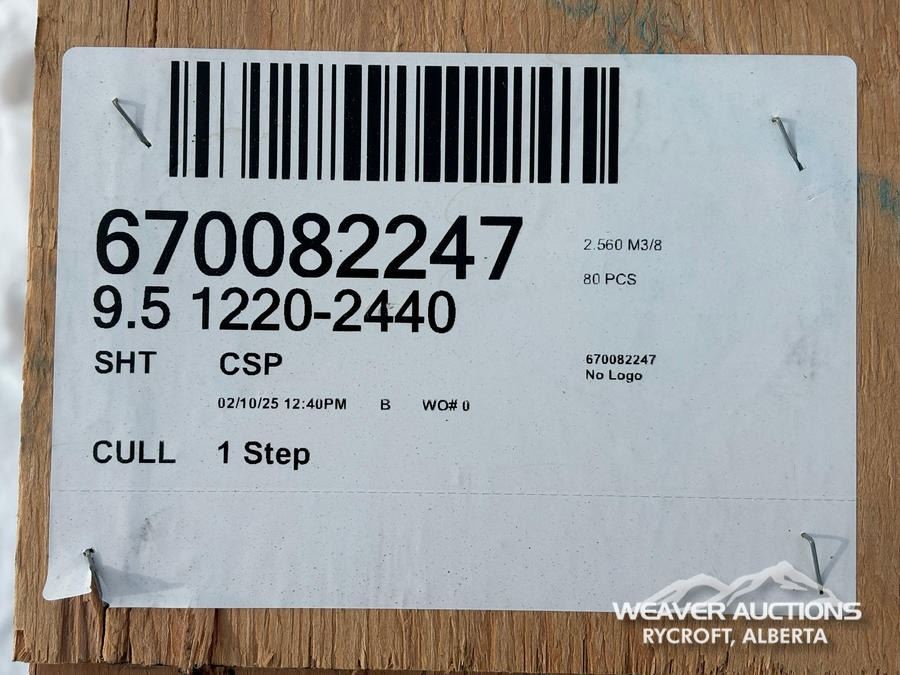 670082247
2.560 M3/8
80 PCS
9.5 1220-2440
SHT CSP
670082247
No Logo
02/10/25 12:40PM B WO# 0
CULL 1 Step
WEAVER AUCTIONS
RYCROFT, ALBERTA